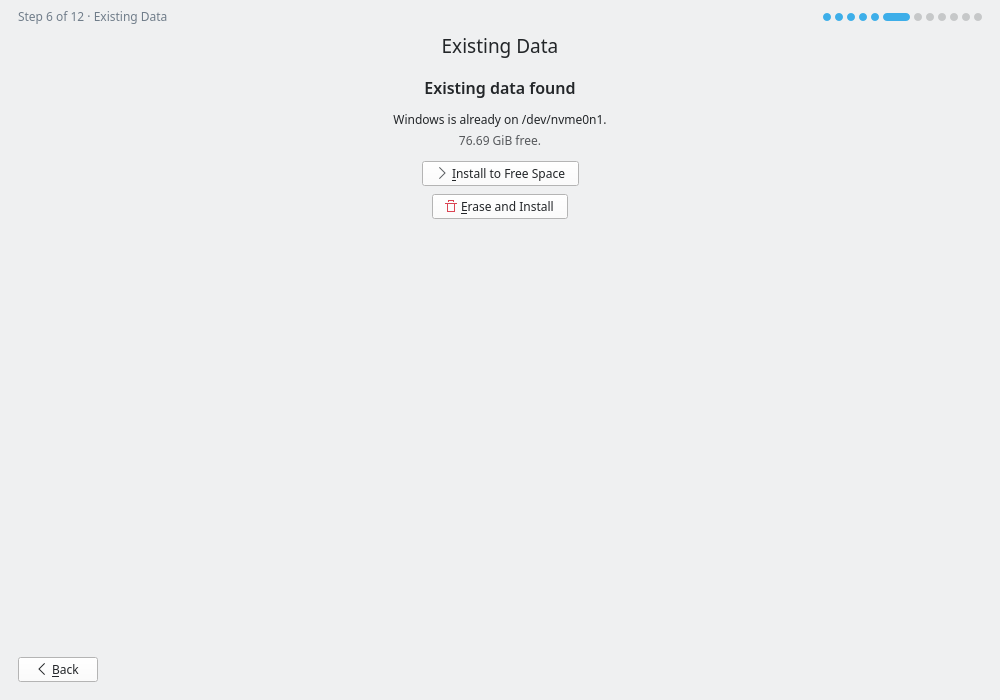 Step 6 of 12 · Existing Data
Existing Data
Existing data found
Windows is already on /dev/nvme0n1.
76.69 GiB free.
Install to Free Space
Erase and Install
Back